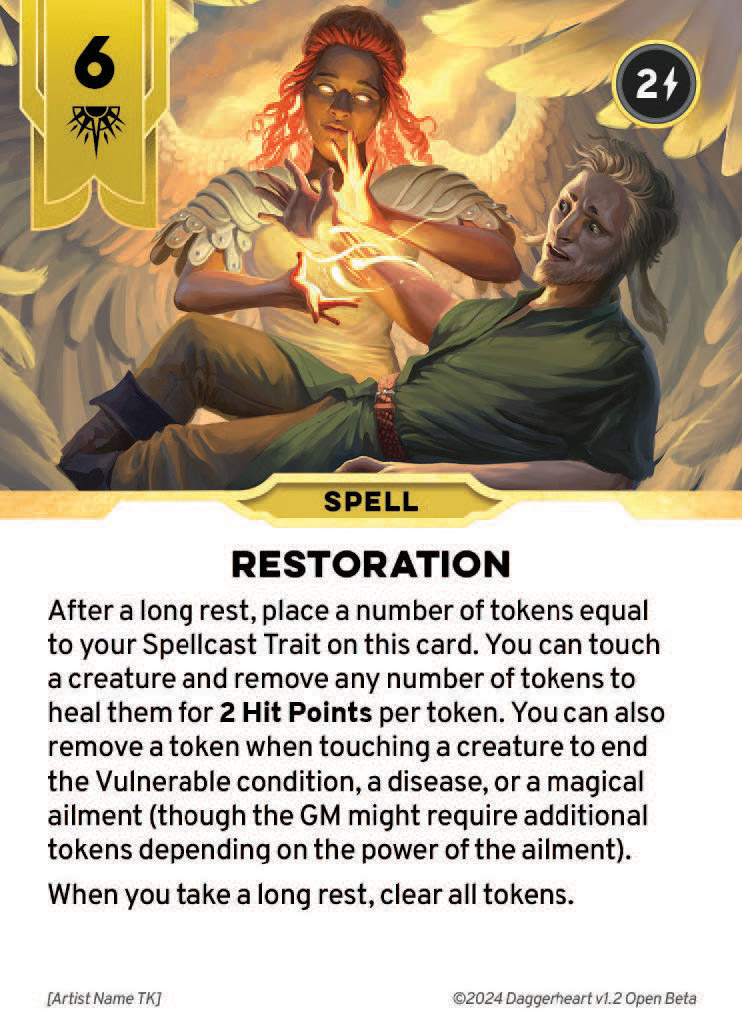 6
2
SPELL
RESTORATION
After a long rest, place a number of tokens equal
to your Spellcast Trait on this card. You can touch
a creature and remove any number of tokens to
heal them for 2 Hit Points per token. You can also
remove a token when touching a creature to end
the Vulnerable condition, a disease, or a magical
ailment (though the GM might require additional
tokens depending on the power of the ailment).
When you take a long rest, clear all tokens.
[Artist Name TK]
©2024 Daggerheart v1.2 Open Beta